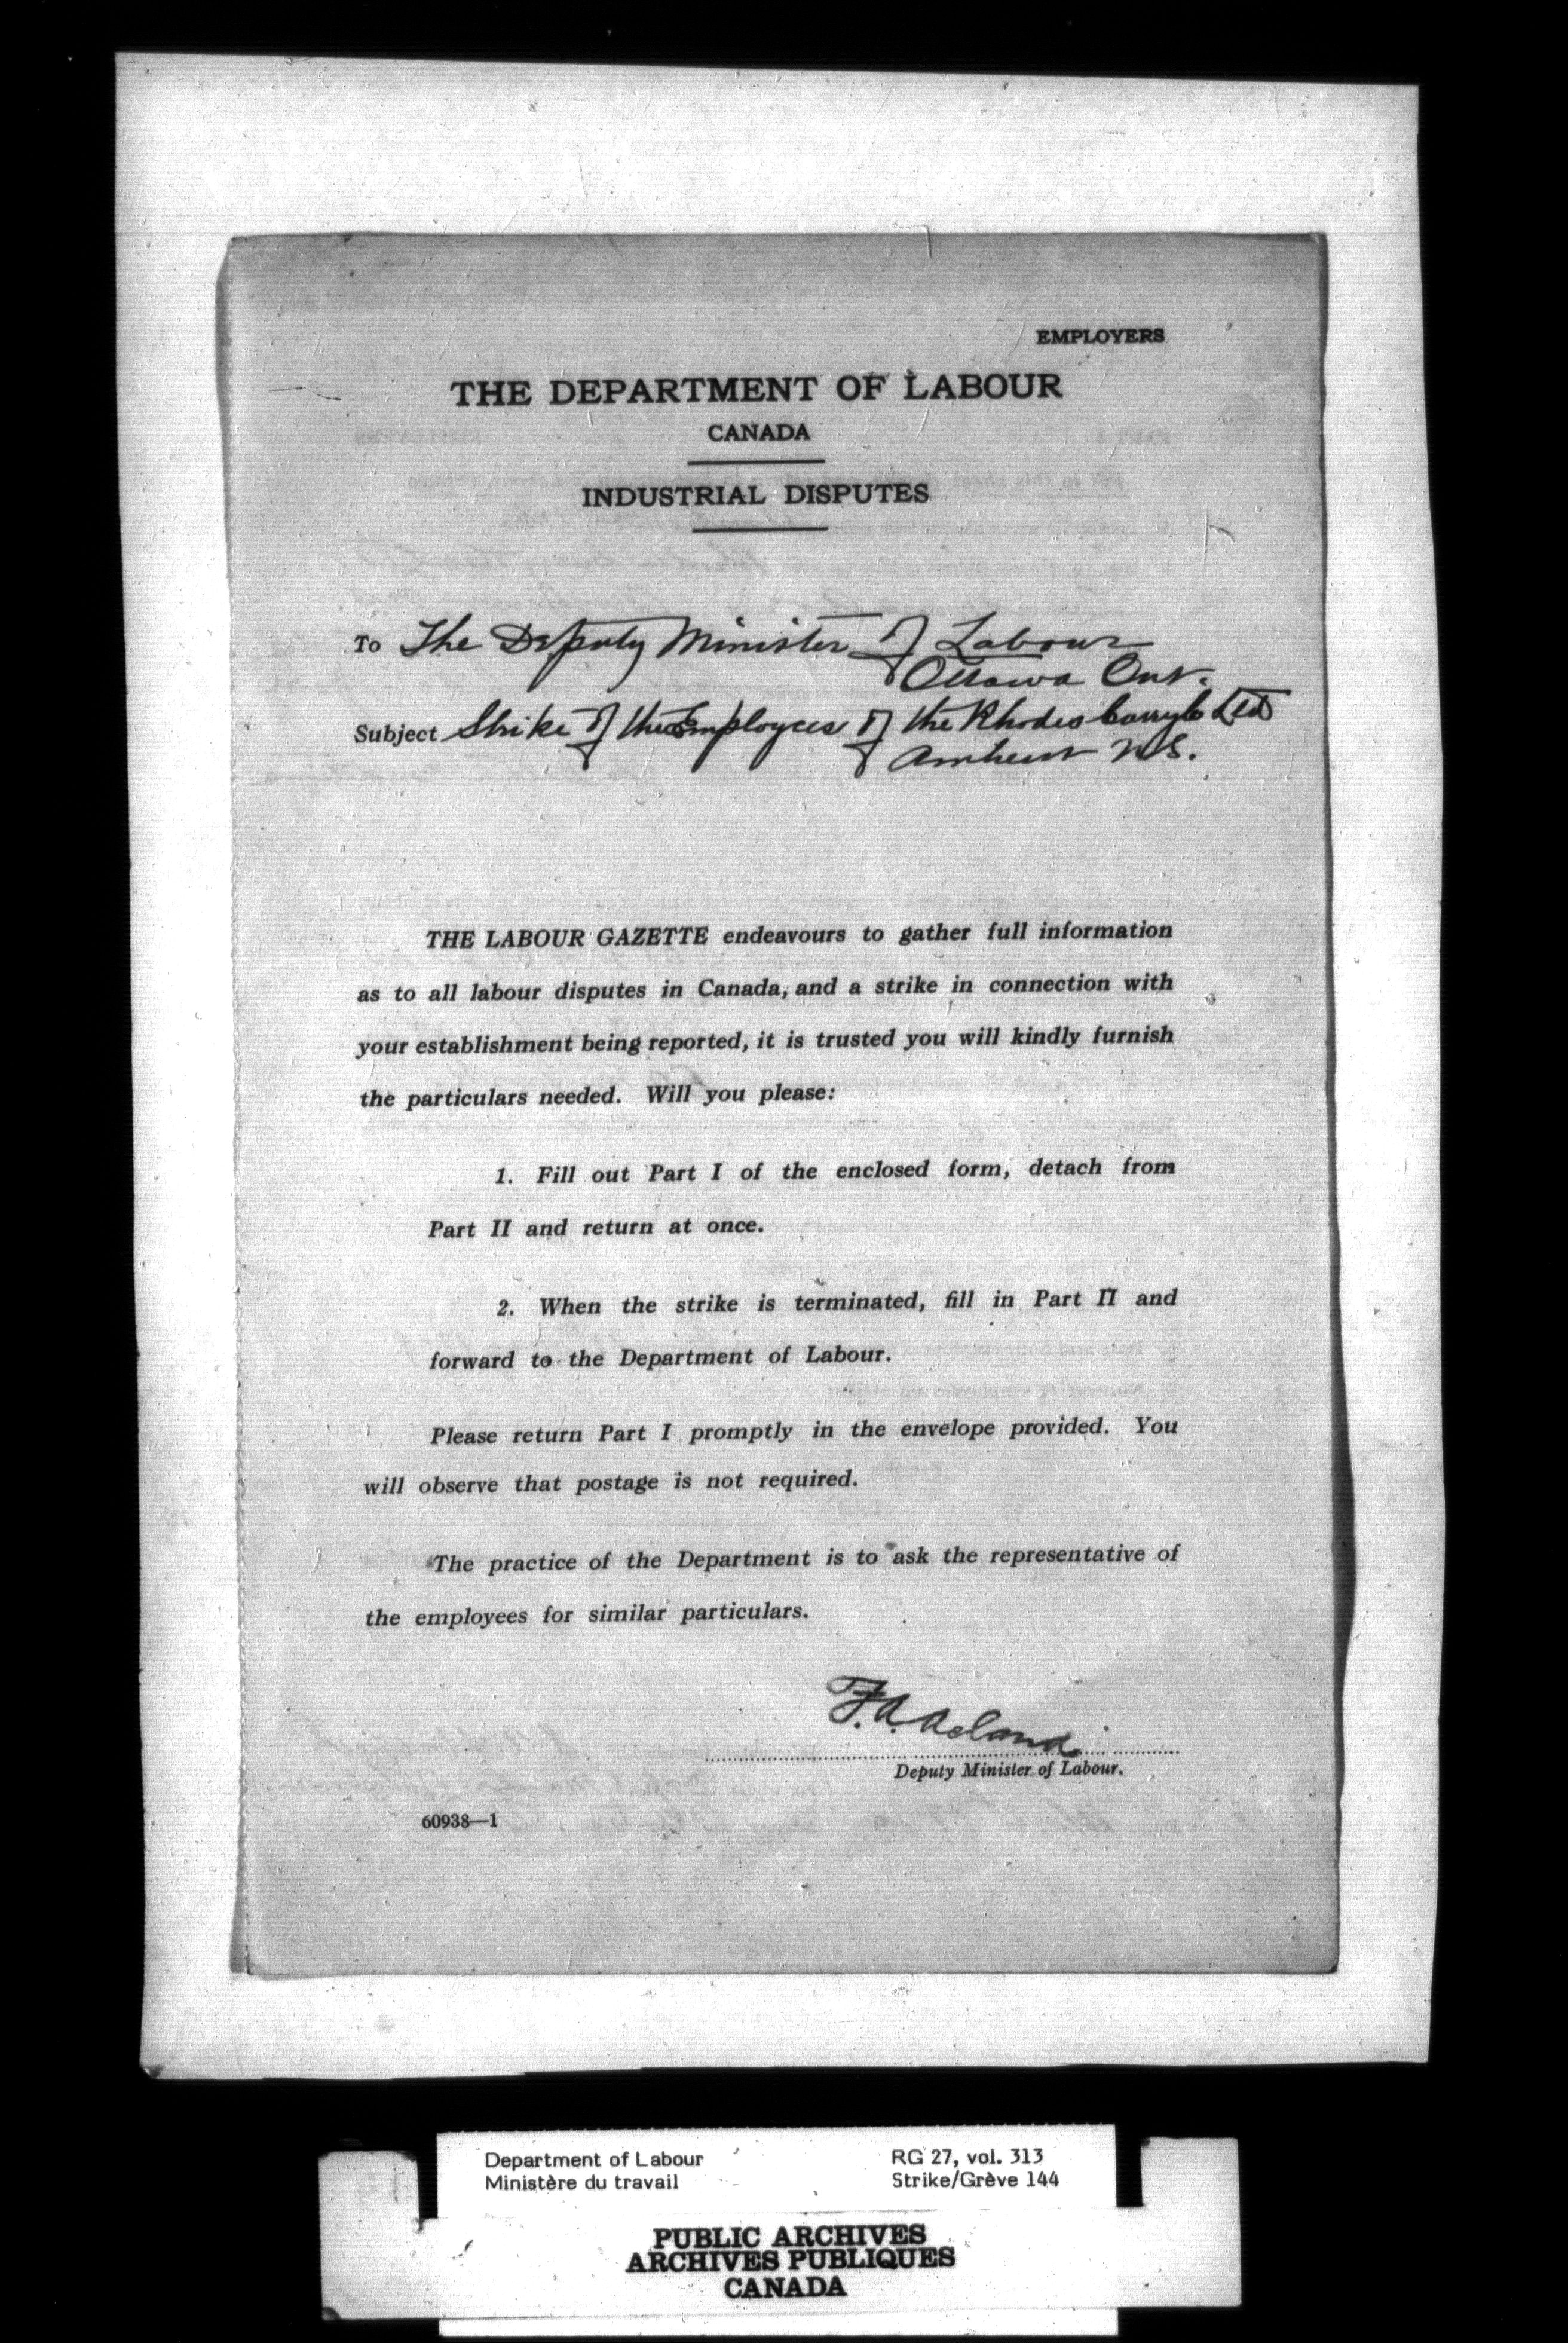 EMPLOYERS
THE DEPARTMENT OF LABOUR
CANADA
INDUSTRIAL DISPUTES
To The Deputy Minister of Labour
Ottawa Ont.
Subject Strike of the Employees of the Rhodes Curry Co Ltd
Amherst N.S.
THE LABOUR GAZETTE endeavours to gather full information
as to all labour disputes in Canada, and a strike in connection with
your establishment being reported, it is trusted you will kindly furnish
the particulars needed. Will you please:
1. Fill out Part I of the enclosed form, detach from
Part II and return at once.
2. When the strike is terminated, fill in Part II and
forward to the Department of Labour.
Please return Part I promptly in the envelope provided. You
will observe that postage is not required.
The practice of the Department is to ask the representative of
the employees for similar particulars.
F. A. Acland
Deputy Minister of Labour.
60938—1
Department of Labour RG 27, vol. 313
Ministère du travail Strike/Grève 144
PUBLIC ARCHIVES
ARCHIVES PUBLIQUES
CANADA